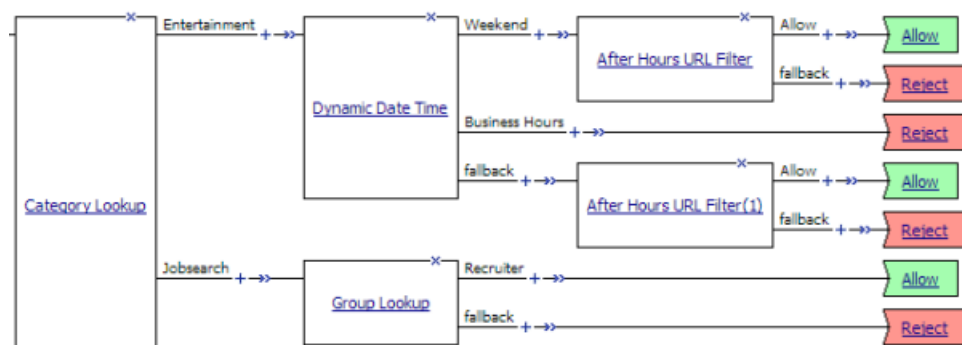 Entertainment
Weekend
Allow
Allow
After Hours URL Filter
fallback
Reject
Dynamic Date Time
Business Hours
Reject
fallback
Allow
Allow
Category Lookup
After Hours URL Filter(1)
fallback
Reject
Jobsearch
Recruiter
Allow
Group Lookup
fallback
Reject